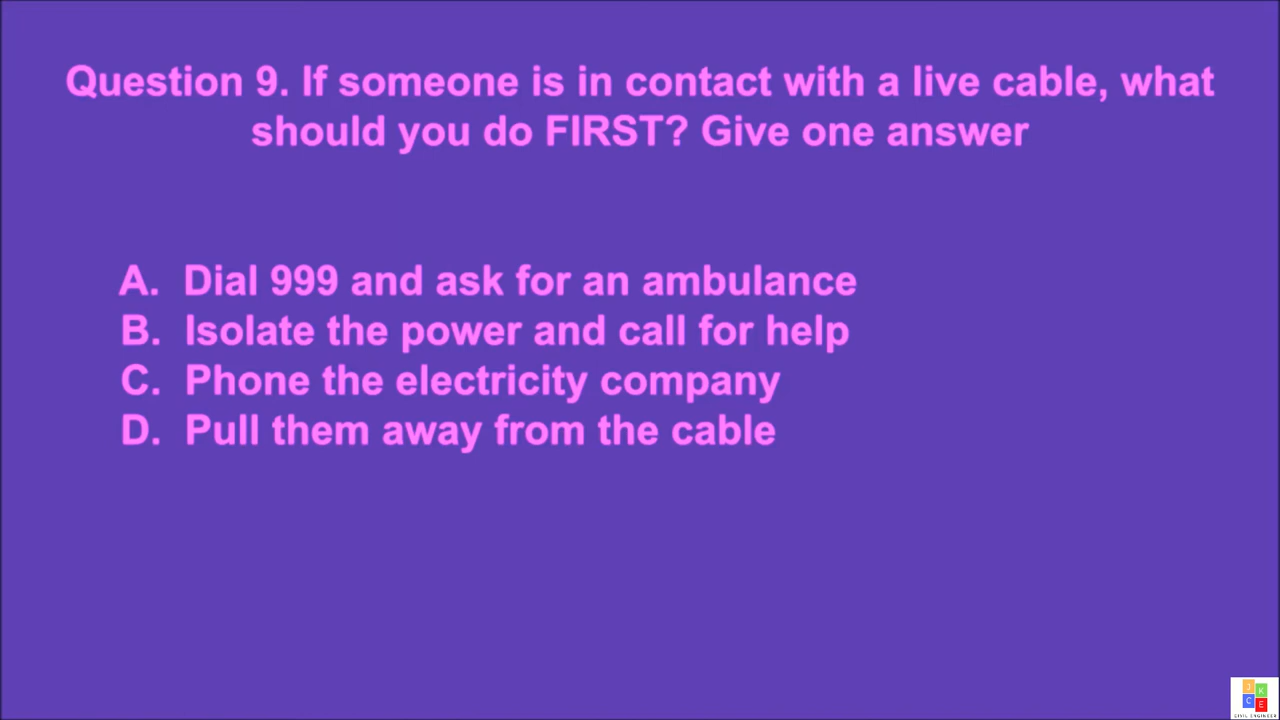 Question 9. If someone is in contact with a live cable, what
should you do FIRST? Give one answer
A. Dial 999 and ask for an ambulance
B. Isolate the power and call for help
C. Phone the electricity company
D. Pull them away from the cable
J
K
C
E
CIVIL ENGINEER